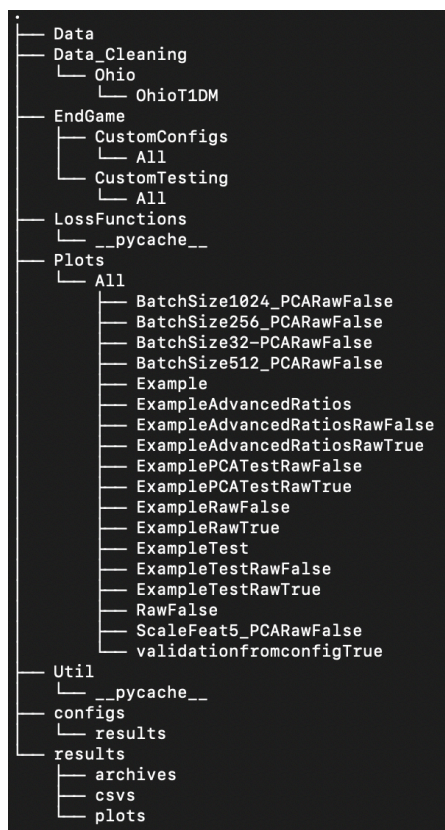 .
├── Data
├── Data_Cleaning
│   └── Ohio
│       └── OhioT1DM
├── EndGame
│   ├── CustomConfigs
│   │   └── All
│   └── CustomTesting
│       └── All
├── LossFunctions
│   └── __pycache__
├── Plots
│   └── All
│       ├── BatchSize1024_PCARawFalse
│       ├── BatchSize256_PCARawFalse
│       ├── BatchSize32-PCARawFalse
│       ├── BatchSize512_PCARawFalse
│       ├── Example
│       ├── ExampleAdvancedRatios
│       ├── ExampleAdvancedRatiosRawFalse
│       ├── ExampleAdvancedRatiosRawTrue
│       ├── ExamplePCATestRawFalse
│       ├── ExamplePCATestRawTrue
│       ├── ExampleRawFalse
│       ├── ExampleRawTrue
│       ├── ExampleTest
│       ├── ExampleTestRawFalse
│       ├── ExampleTestRawTrue
│       ├── RawFalse
│       ├── ScaleFeat5_PCARawFalse
│       └── validationfromconfigTrue
├── Util
│   └── __pycache__
├── configs
│   └── results
└── results
    ├── archives
    ├── csvs
    └── plots